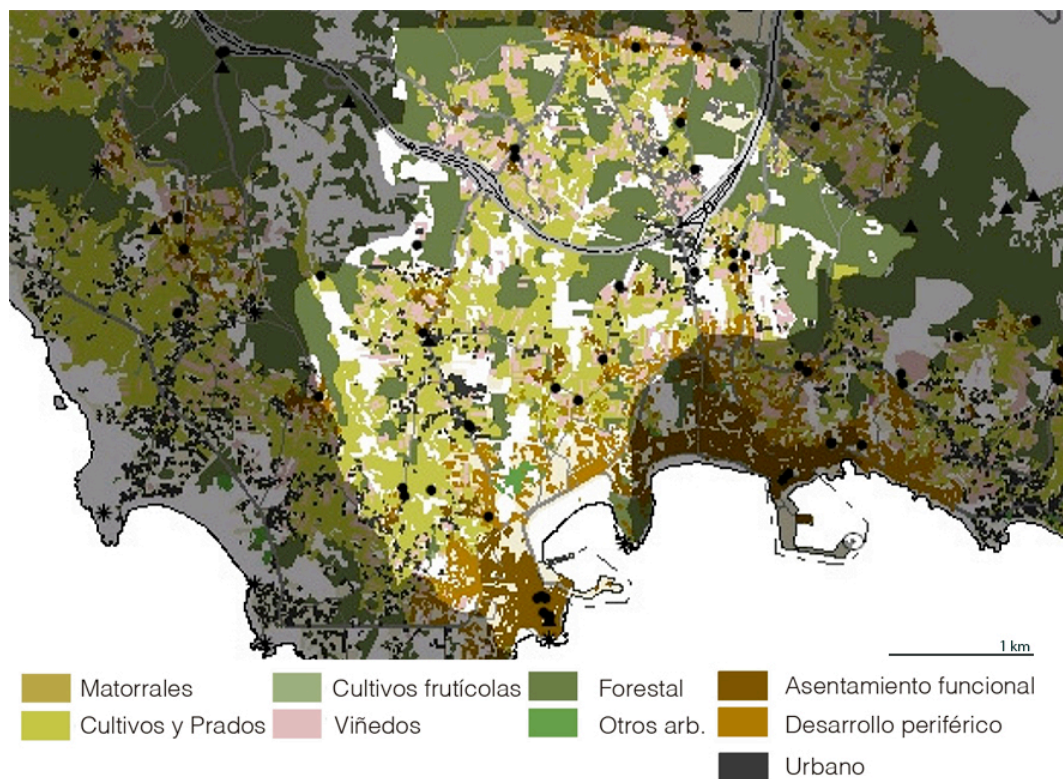 1 km
Matorrales
Cultivos frutícolas
Forestal
Asentamiento funcional
Cultivos y Prados
Viñedos
Otros arb.
Desarrollo periférico
Urbano